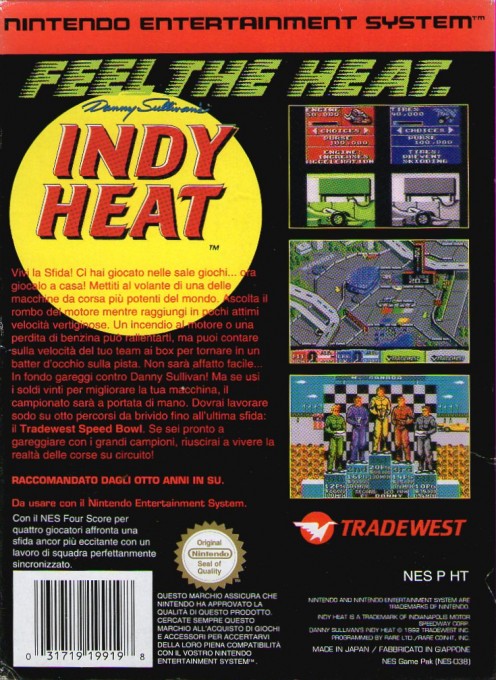 NINTENDO ENTERTAINMENT SYSTEM™
FEEL THE HEAT.
Danny Sullivan's
INDY
HEAT
™
Vivi la Sfida! Ci hai giocato nelle sale giochi... ora
giocalo a casa! Mettiti al volante di una delle
macchine da corsa più potenti del mondo. Ascolta il
rombo del motore mentre raggiungi in pochi attimi
velocità vertiginose. Un incendio al motore o una
perdita di benzina può rallentarti, ma puoi contare
sulla velocità del tuo team ai box per tornare in un
batter d'occhio sulla pista. Non sarà affatto facile...
In fondo gareggi contro Danny Sullivan! Ma se usi
i soldi vinti per migliorare la tua macchina, il
campionato sarà a portata di mano. Dovrai lavorare
sodo su otto percorsi da brivido fino all'ultima sfida:
il Tradewest Speed Bowl. Se sei pronto a
gareggiare con i grandi campioni, riuscirai a vivere la
realtà delle corse su circuito!
RACCOMANDATO DAGLI OTTO ANNI IN SU.
Da usare con il Nintendo Entertainment System.
Con il NES Four Score per
quattro giocatori affronta una
sfida ancor più eccitante con un
lavoro di squadra perfettamente
sincronizzato.
0 31719 19919 8
Original
Nintendo
Seal of
Quality
QUESTO MARCHIO ASSICURA CHE
NINTENDO HA APPROVATO LA
QUALITÀ DI QUESTO PRODOTTO.
CERCATE SEMPRE QUESTO
MARCHIO ALL'ACQUISTO DI GIOCHI
E ACCESSORI PER ACCERTARVI
DELLA LORO PIENA COMPATIBILITÀ
CON IL VOSTRO NINTENDO
ENTERTAINMENT SYSTEM™.
ENGINE
50,000
CHOICES
PURSE
100,000
ENGINE:
INCREASES
ACCELERATION
TIRES
40,000
CHOICES
PURSE
100,000
TIRES:
PREVENT
SKIDDING
TRADEWEST
TRADEWEST
2nd
TRADEWEST
NES P HT
NINTENDO AND NINTENDO ENTERTAINMENT SYSTEM ARE
TRADEMARKS OF NINTENDO.
INDY HEAT IS A TRADEMARK OF INDIANAPOLIS MOTOR
SPEEDWAY CORP.
DANNY SULLIVAN'S INDY HEAT © 1992 TRADEWEST INC.
PROGRAMMED BY RARE LTD./RARE COIN-IT, INC.
MADE IN JAPAN / FABBRICATO IN GIAPPONE
NES Game Pak (NES-038)